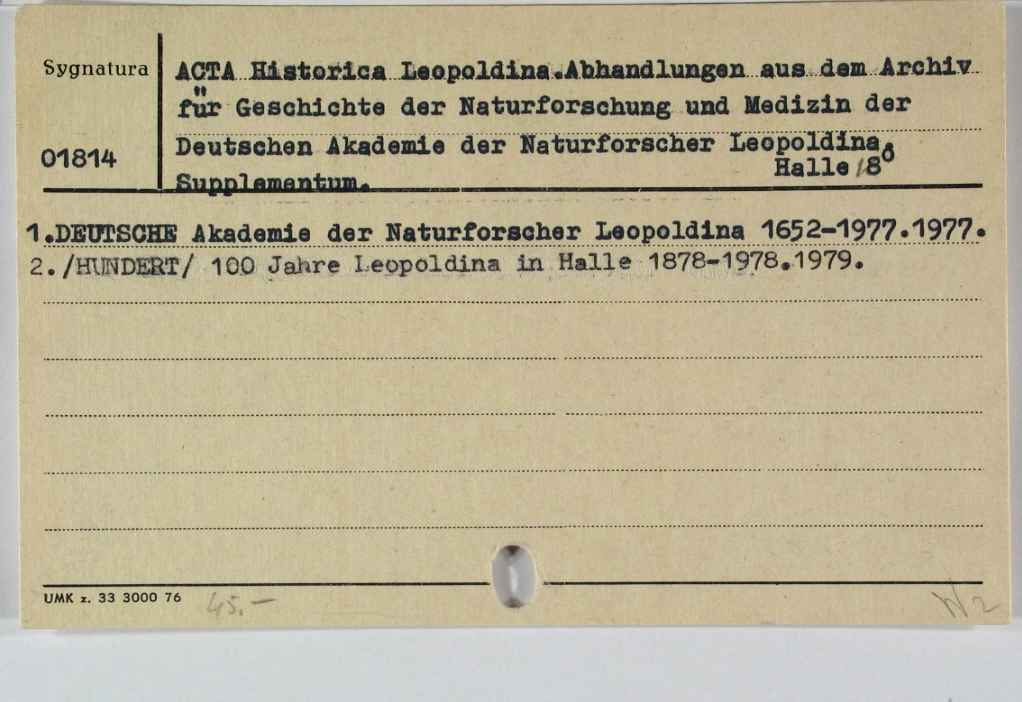 Sygnatura
01814
ACTA Historica Leopoldina.Abhandlungen aus dem Archiv
für Geschichte der Naturforschung und Medizin der
Deutschen Akademie der Naturforscher Leopoldina.
Halle 8°
Supplementum.
1.DEUTSCHE Akademie der Naturforscher Leopoldina 1652-1977.1977.
2./HUNDERT/ 100 Jahre Leopoldina in Halle 1878-1978.1979.
UMK z. 33 3000 76
45.-